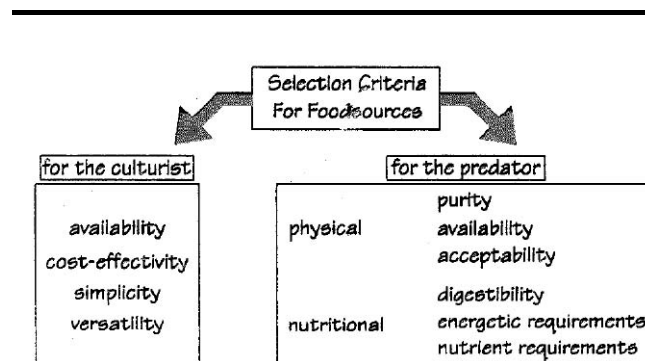 Selection Criteria
For Foodsources
for the culturist
for the predator
availability
cost-effectivity
simplicity
versatility
physical
purity
availability
acceptability
nutritional
digestibility
energetic requirements
nutrient requirements